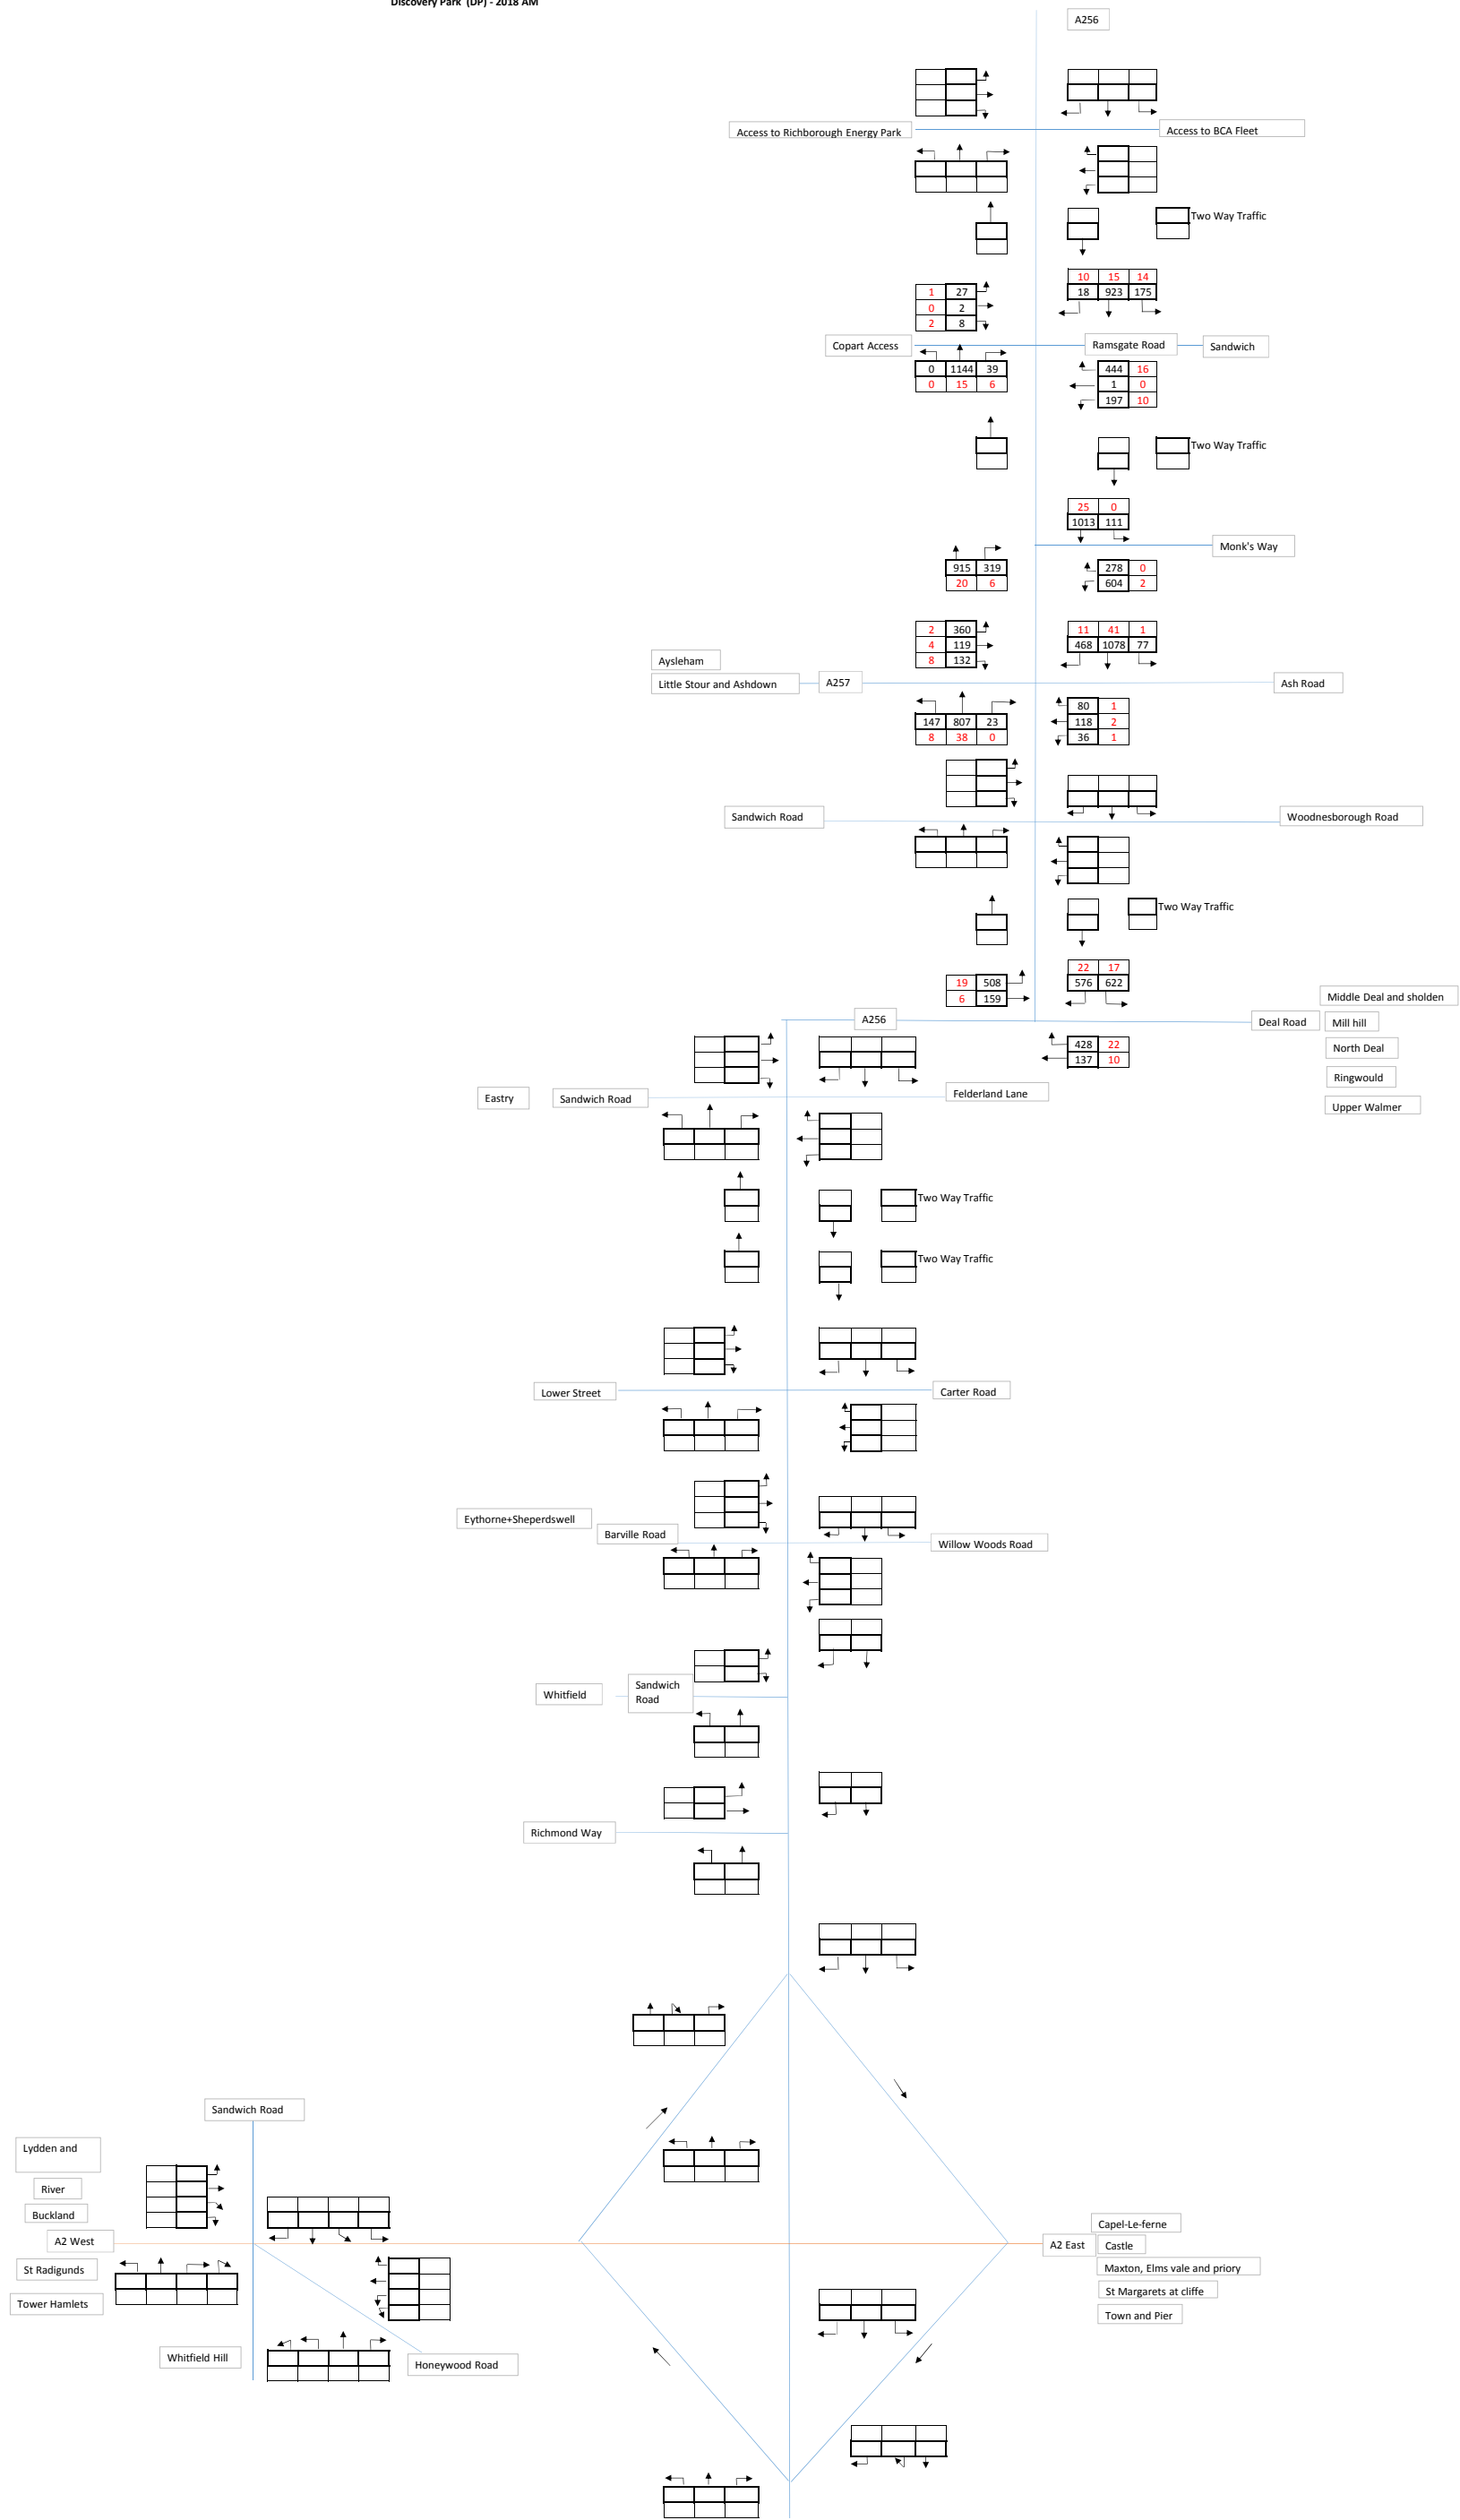 Discovery Park (DP) - 2018 AM
A256
Access to Richborough Energy Park
Access to BCA Fleet
Two Way Traffic
10 15 14
18 923 175
1 27
0 2
2 8
Copart Access
Ramsgate Road
Sandwich
0 1144 39
0 15 6
444 16
1 0
197 10
Two Way Traffic
25 0
1013 111
Monk's Way
915 319
20 6
278 0
604 2
2 360
4 119
8 132
11 41 1
468 1078 77
Aysleham
Little Stour and Ashdown
A257
Ash Road
147 807 23
8 38 0
80 1
118 2
36 1
Sandwich Road
Woodnesborough Road
Two Way Traffic
19 508
6 159
22 17
576 622
Middle Deal and sholden
A256
Deal Road
Mill hill
428 22
137 10
North Deal
Ringwould
Upper Walmer
Eastry
Sandwich Road
Felderland Lane
Two Way Traffic
Two Way Traffic
Lower Street
Carter Road
Eythorne+Sheperdswell
Barville Road
Willow Woods Road
Whitfield
Sandwich
Road
Richmond Way
Sandwich Road
Lydden and
River
Buckland
A2 West
St Radigunds
Tower Hamlets
Whitfield Hill
Honeywood Road
Capel-Le-ferne
A2 East
Castle
Maxton, Elms vale and priory
St Margarets at cliffe
Town and Pier